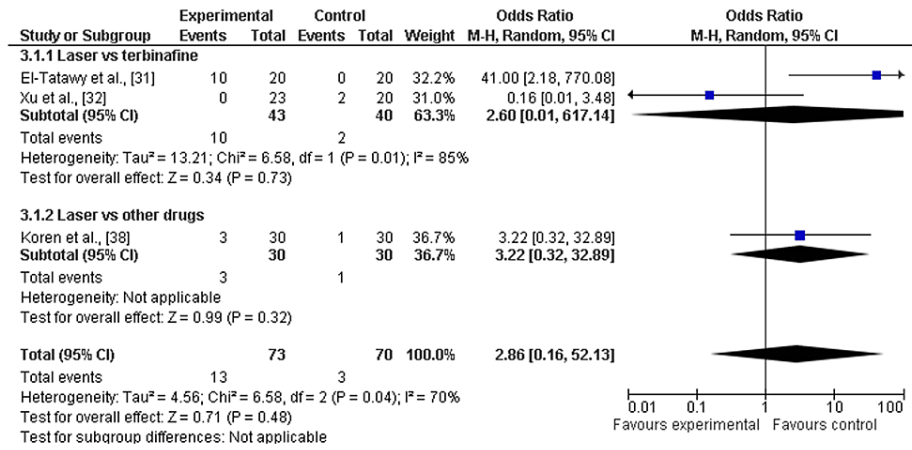 Experimental Control Odds Ratio Odds Ratio
Study or Subgroup Events Total Events Total Weight M-H, Random, 95% CI M-H, Random, 95% CI
3.1.1 Laser vs terbinafine
El-Tatawy et al., [31] 10 20 0 20 32.2% 41.00 [2.18, 770.08]
Xu et al., [32] 0 23 2 20 31.0% 0.16 [0.01, 3.48]
Subtotal (95% CI) 43 40 63.3% 2.60 [0.01, 617.14]
Total events 10 2
Heterogeneity: Tau² = 13.21; Chi² = 6.58, df = 1 (P = 0.01); I² = 85%
Test for overall effect: Z = 0.34 (P = 0.73)
3.1.2 Laser vs other drugs
Koren et al., [38] 3 30 1 30 36.7% 3.22 [0.32, 32.89]
Subtotal (95% CI) 30 30 36.7% 3.22 [0.32, 32.89]
Total events 3 1
Heterogeneity: Not applicable
Test for overall effect: Z = 0.99 (P = 0.32)
Total (95% CI) 73 70 100.0% 2.86 [0.16, 52.13]
Total events 13 3
Heterogeneity: Tau² = 4.56; Chi² = 6.58, df = 2 (P = 0.04); I² = 70%
Test for overall effect: Z = 0.71 (P = 0.48)
Test for subgroup differences: Not applicable
0.01 0.1 1 10 100
Favours experimental Favours control